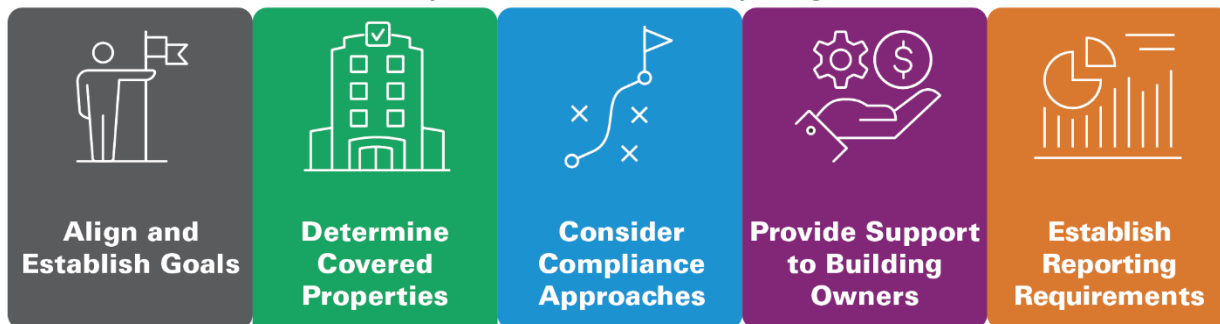 Align and
Establish Goals
Determine
Covered
Properties
Consider
Compliance
Approaches
Provide Support
to Building
Owners
Establish
Reporting
Requirements